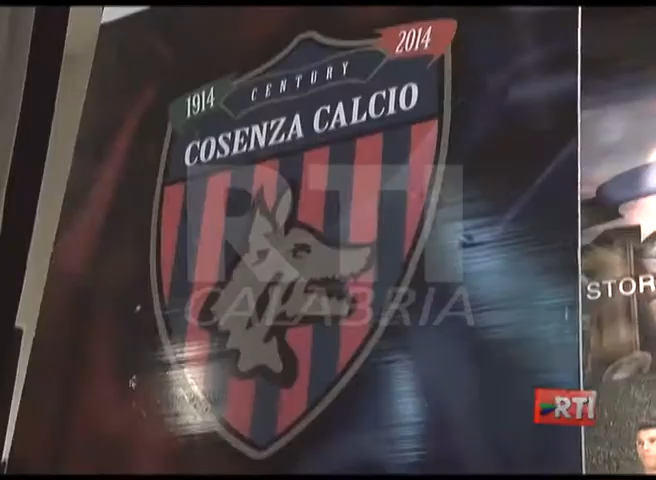 1914 CENTURY 2014
COSENZA CALCIO
RTI
CALABRIA
STOR
RTI